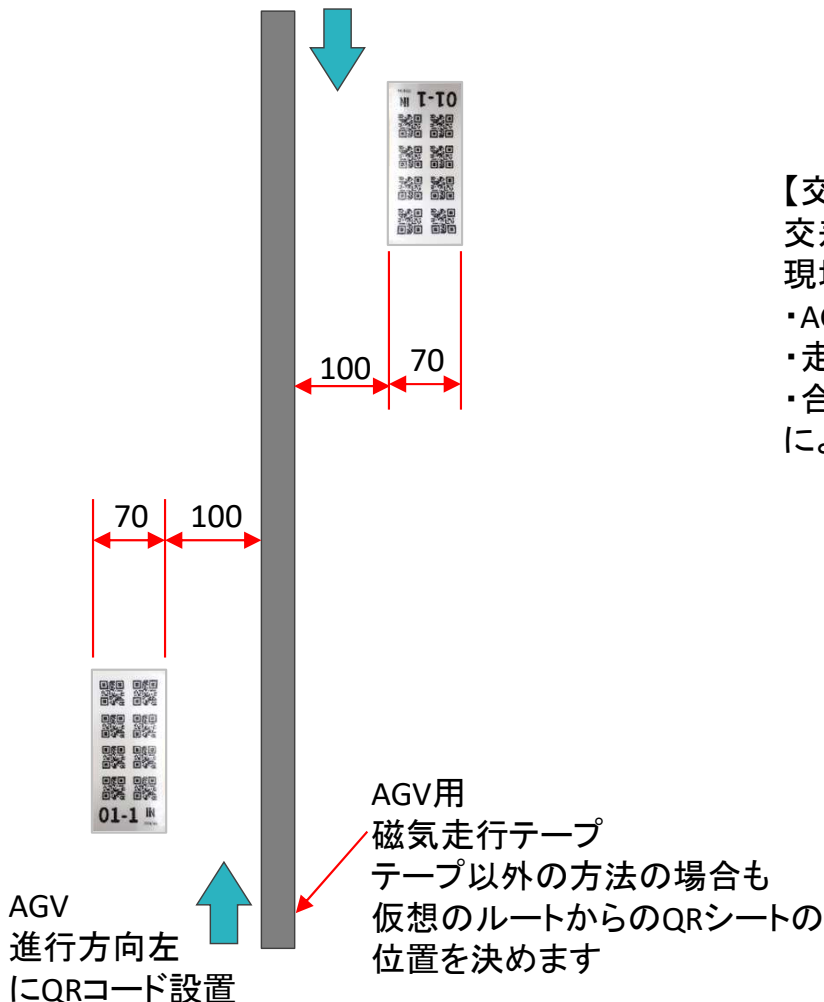 01-1 IN
【交
交差
現場
・AG
・走
・合
によ
100
70
70
100
01-1 IN
AGV用
磁気走行テープ
テープ以外の方法の場合も
仮想のルートからのQRシートの
位置を決めます
AGV
進行方向左
にQRコード設置